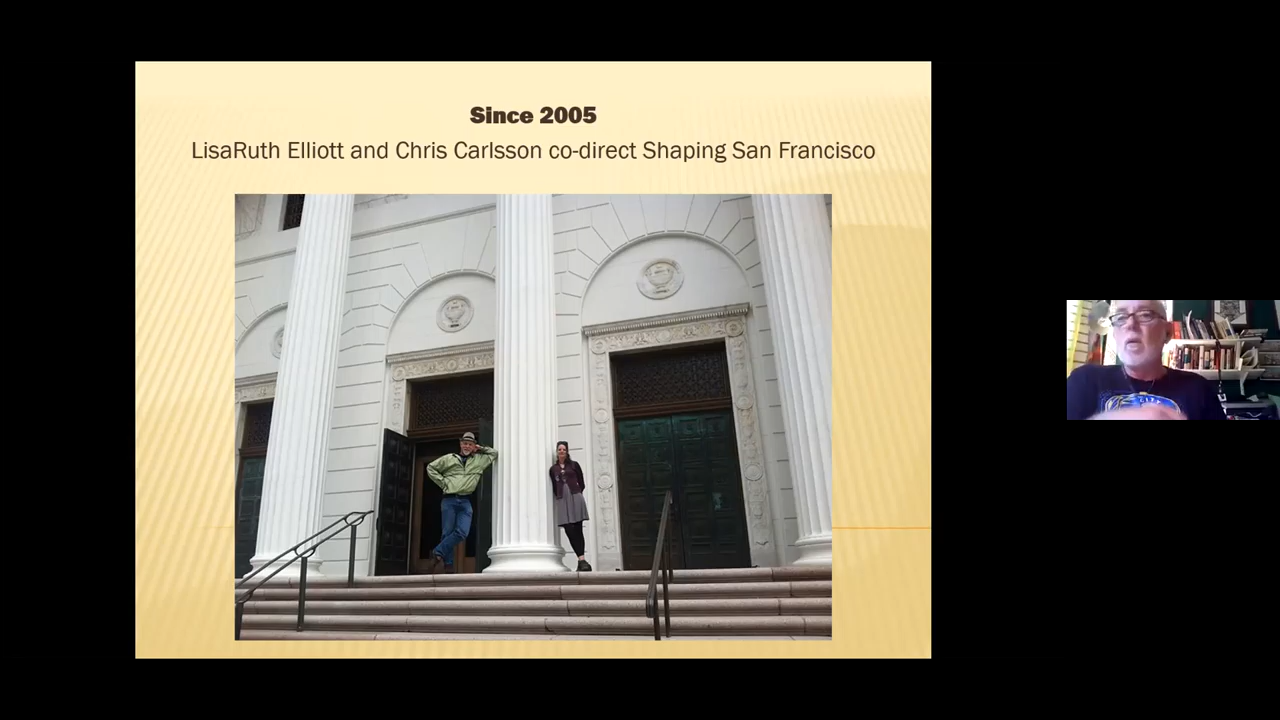 Since 2005
LisaRuth Elliott and Chris Carlsson co-direct Shaping San Francisco